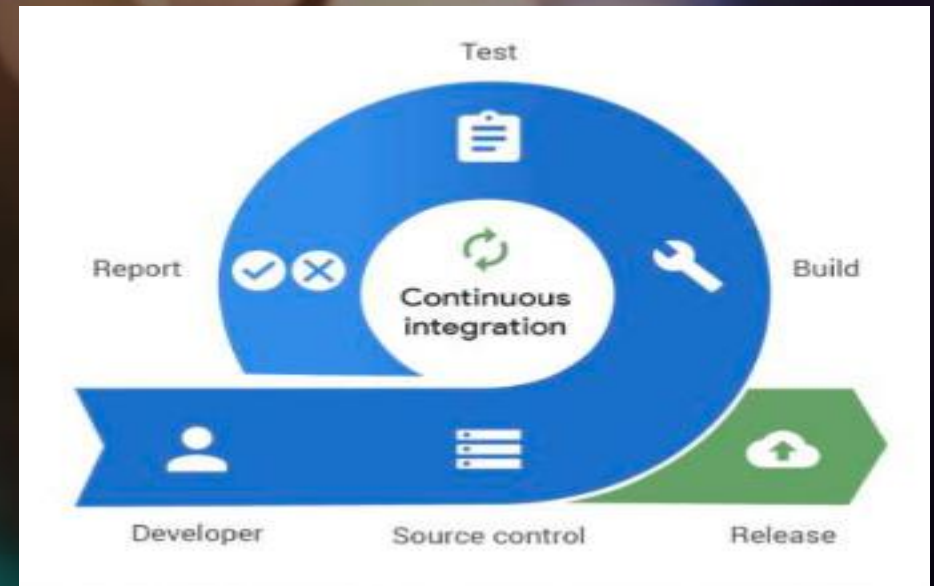 Test
Report
Build
Continuous
integration
Developer
Source control
Release